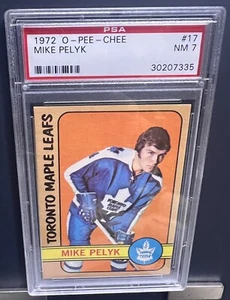 PSA
1972 O-PEE-CHEE #17
MIKE PELYK NM 7
30207335
TORONTO MAPLE LEAFS
MIKE PELYK